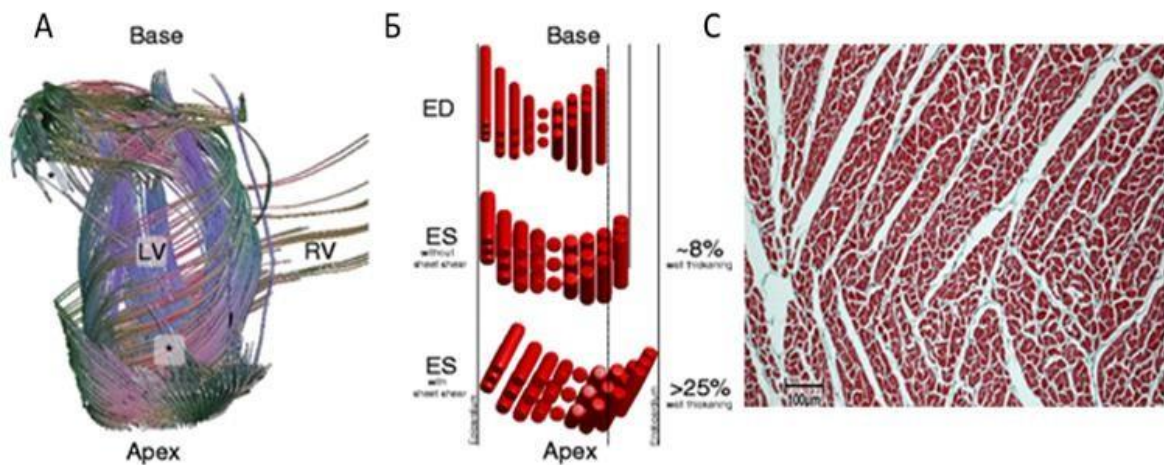 А
Base
LV
RV
Apex
Б
Base
ED
ES
without
sheet shear
~8%
wall thickening
ES
with
sheet shear
>25%
wall thickening
Epicardium
Endocardium
Apex
С
100µm